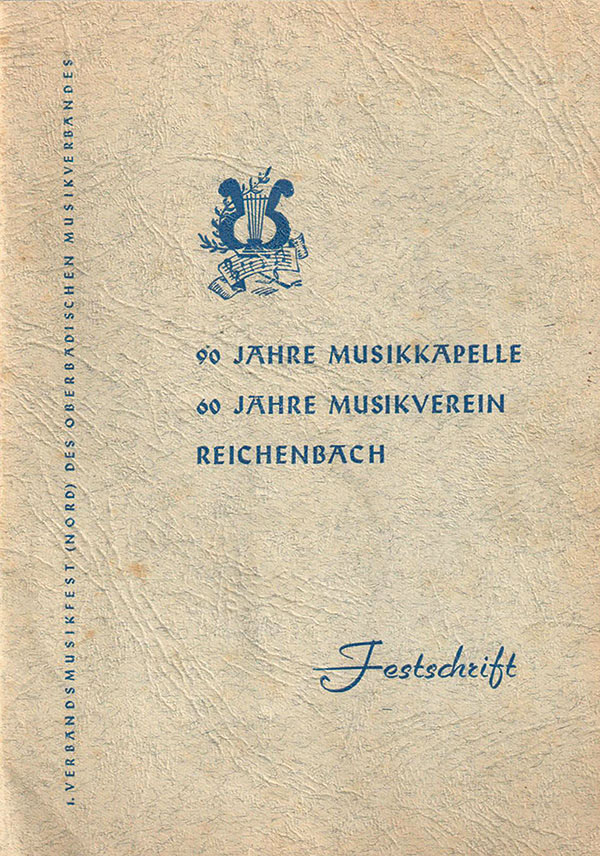 1. VERBANDSMUSIKFEST (NORD) DES OBERBADISCHEN MUSIKVERBANDES
90 JAHRE MUSIKKAPELLE
60 JAHRE MUSIKVEREIN
REICHENBACH
Festschrift